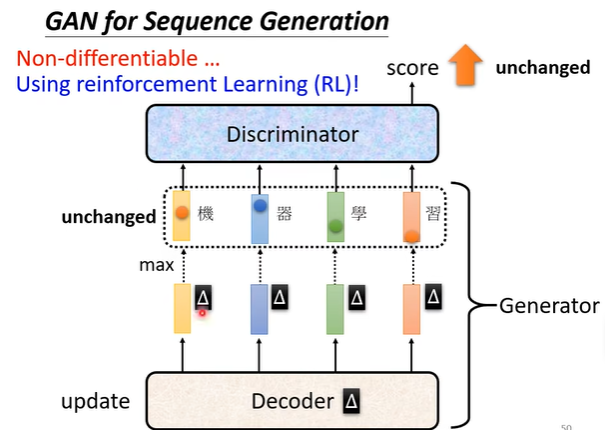 GAN for Sequence Generation
Non-differentiable …
Using reinforcement Learning (RL)!
score
unchanged
Discriminator
unchanged
機 器 學 習
max
Δ Δ Δ Δ
Generator
update
Decoder Δ
50